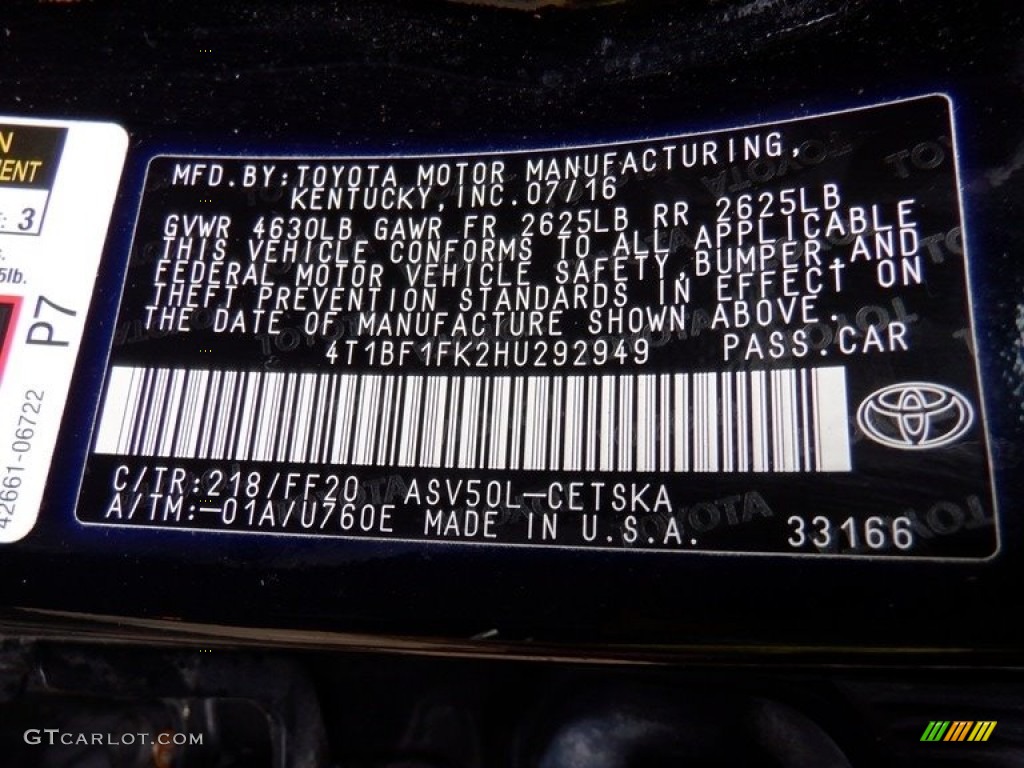 N
MENT
: 3
5lb.
P7
42661-06722
MFD.BY:TOYOTA MOTOR MANUFACTURING,
KENTUCKY,INC.07/16
GVWR 4630LB GAWR FR 2625LB RR 2625LB
THIS VEHICLE CONFORMS TO ALL APPLICABLE
FEDERAL MOTOR VEHICLE SAFETY,BUMPER,AND
THEFT PREVENTION STANDARDS IN EFFECT ON
THE DATE OF MANUFACTURE SHOWN ABOVE.
4T1BF1FK2HU292949 PASS.CAR
C/TR:218/FF20 ASV50L-CETSKA
A/TM:-01A/U760E MADE IN U.S.A. 33166
GTCARLOT.COM